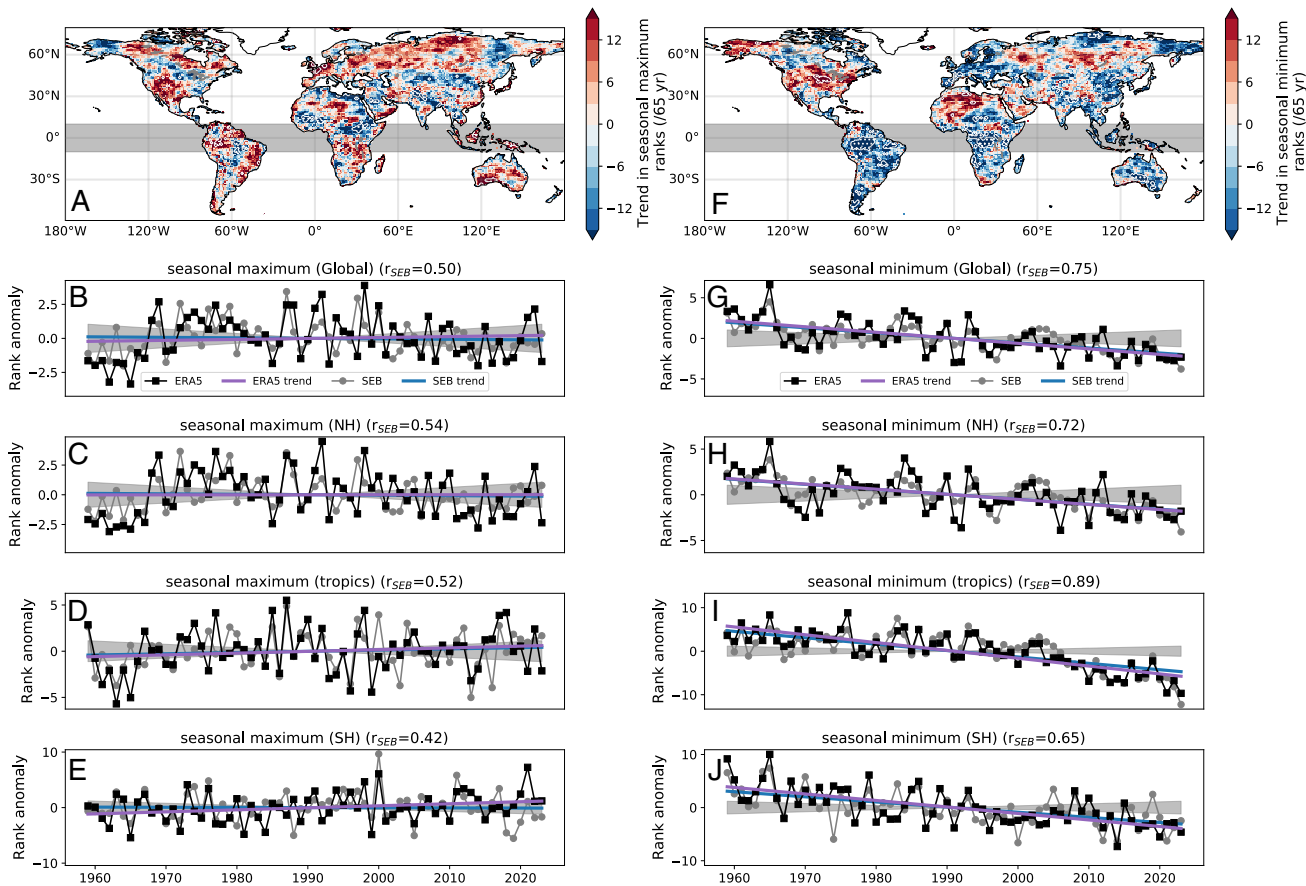 60°N
30°N
0°
30°S
A
180°W
120°W
60°W
0°
60°E
120°E
12
6
0
−6
−12
Trend in seasonal maximum
ranks (/65 yr)
60°N
30°N
0°
30°S
F
180°W
120°W
60°W
0°
60°E
120°E
12
6
0
−6
−12
Trend in seasonal minimum
ranks (/65 yr)
seasonal maximum (Global) (rSEB=0.50)
B
Rank anomaly
2.5
0.0
−2.5
ERA5
ERA5 trend
SEB
SEB trend
seasonal minimum (Global) (rSEB=0.75)
G
Rank anomaly
5
0
−5
ERA5
ERA5 trend
SEB
SEB trend
seasonal maximum (NH) (rSEB=0.54)
C
Rank anomaly
2.5
0.0
−2.5
seasonal minimum (NH) (rSEB=0.72)
H
Rank anomaly
5
0
−5
seasonal maximum (tropics) (rSEB=0.52)
D
Rank anomaly
5
0
−5
seasonal minimum (tropics) (rSEB=0.89)
I
Rank anomaly
10
0
−10
seasonal maximum (SH) (rSEB=0.42)
E
Rank anomaly
10
0
−10
1960
1970
1980
1990
2000
2010
2020
seasonal minimum (SH) (rSEB=0.65)
J
Rank anomaly
10
0
−10
1960
1970
1980
1990
2000
2010
2020